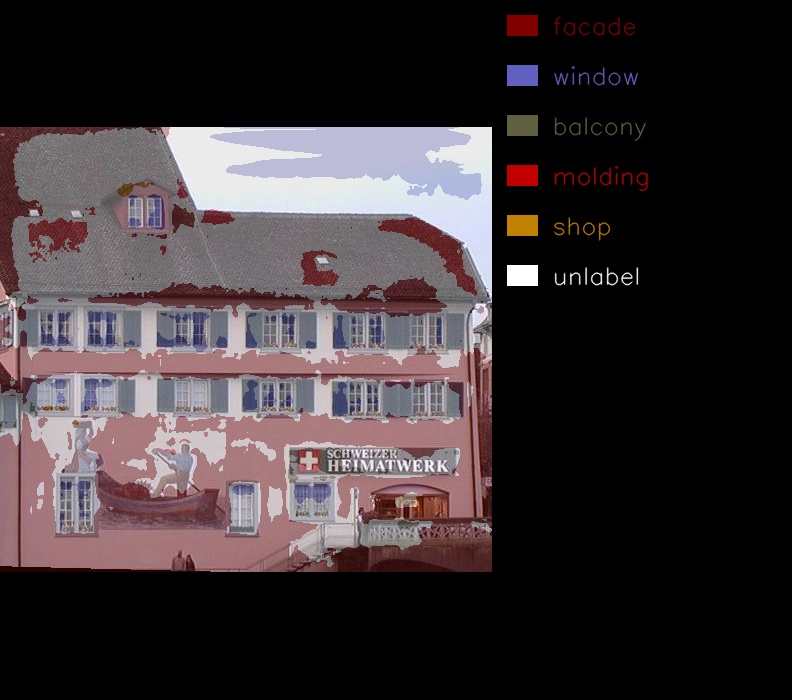 facade
window
balcony
molding
shop
unlabel
SCHWEIZER
HEIMATWERK